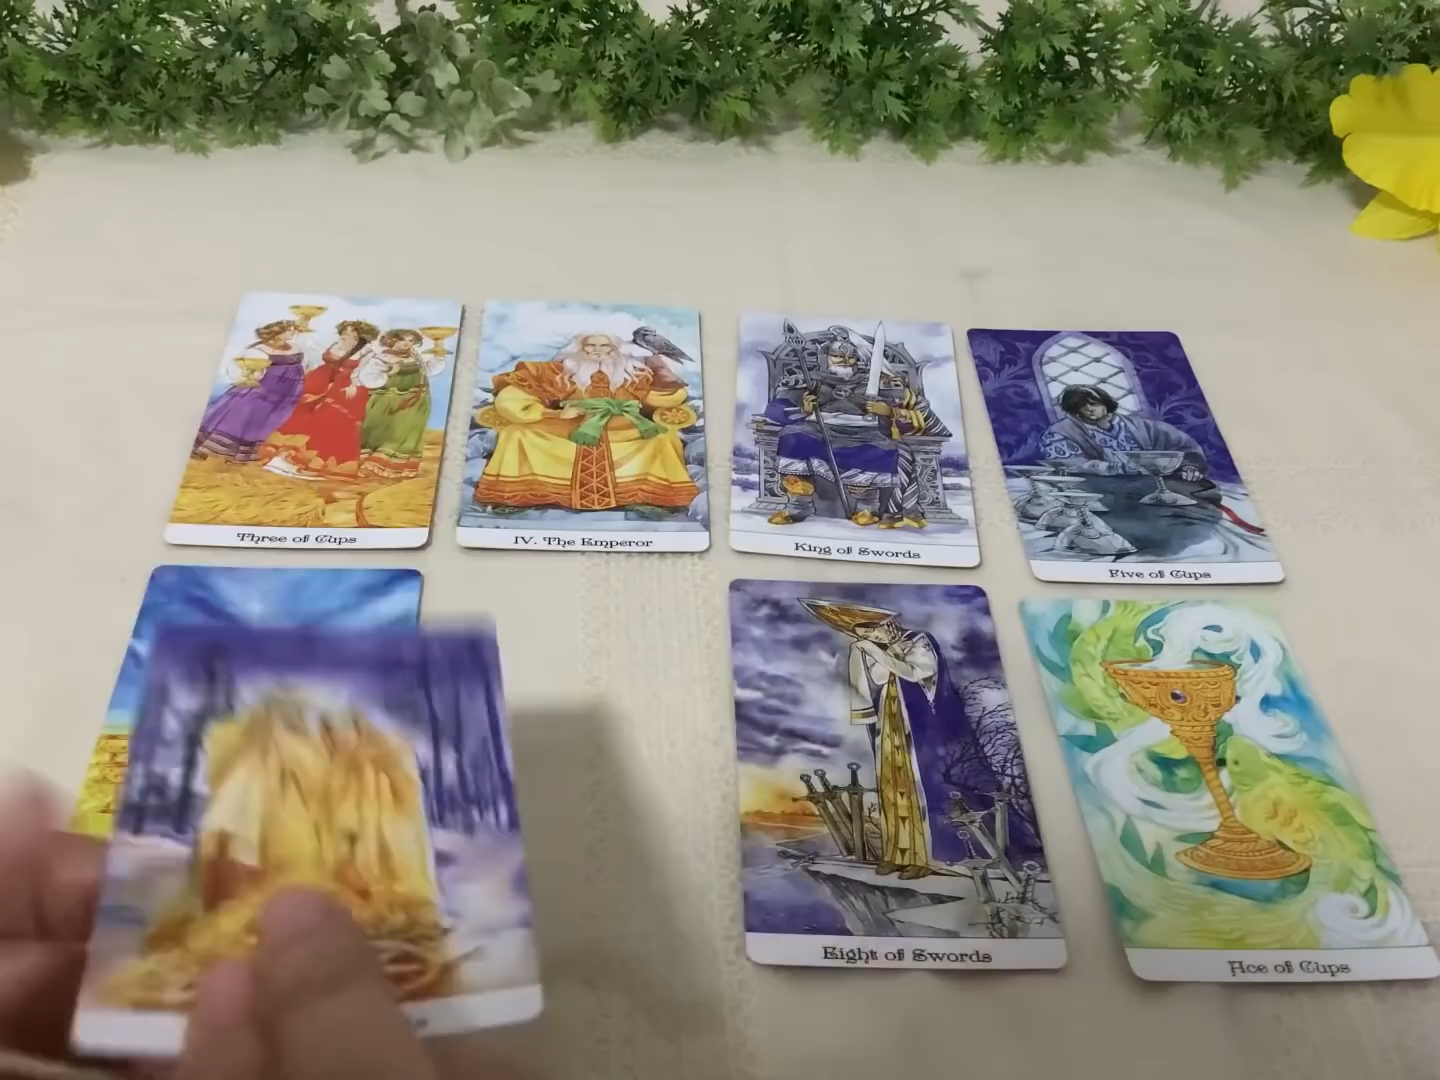 Three of Cups
IV. The Emperor
King of Swords
Five of Cups
Eight of Swords
Ace of Cups